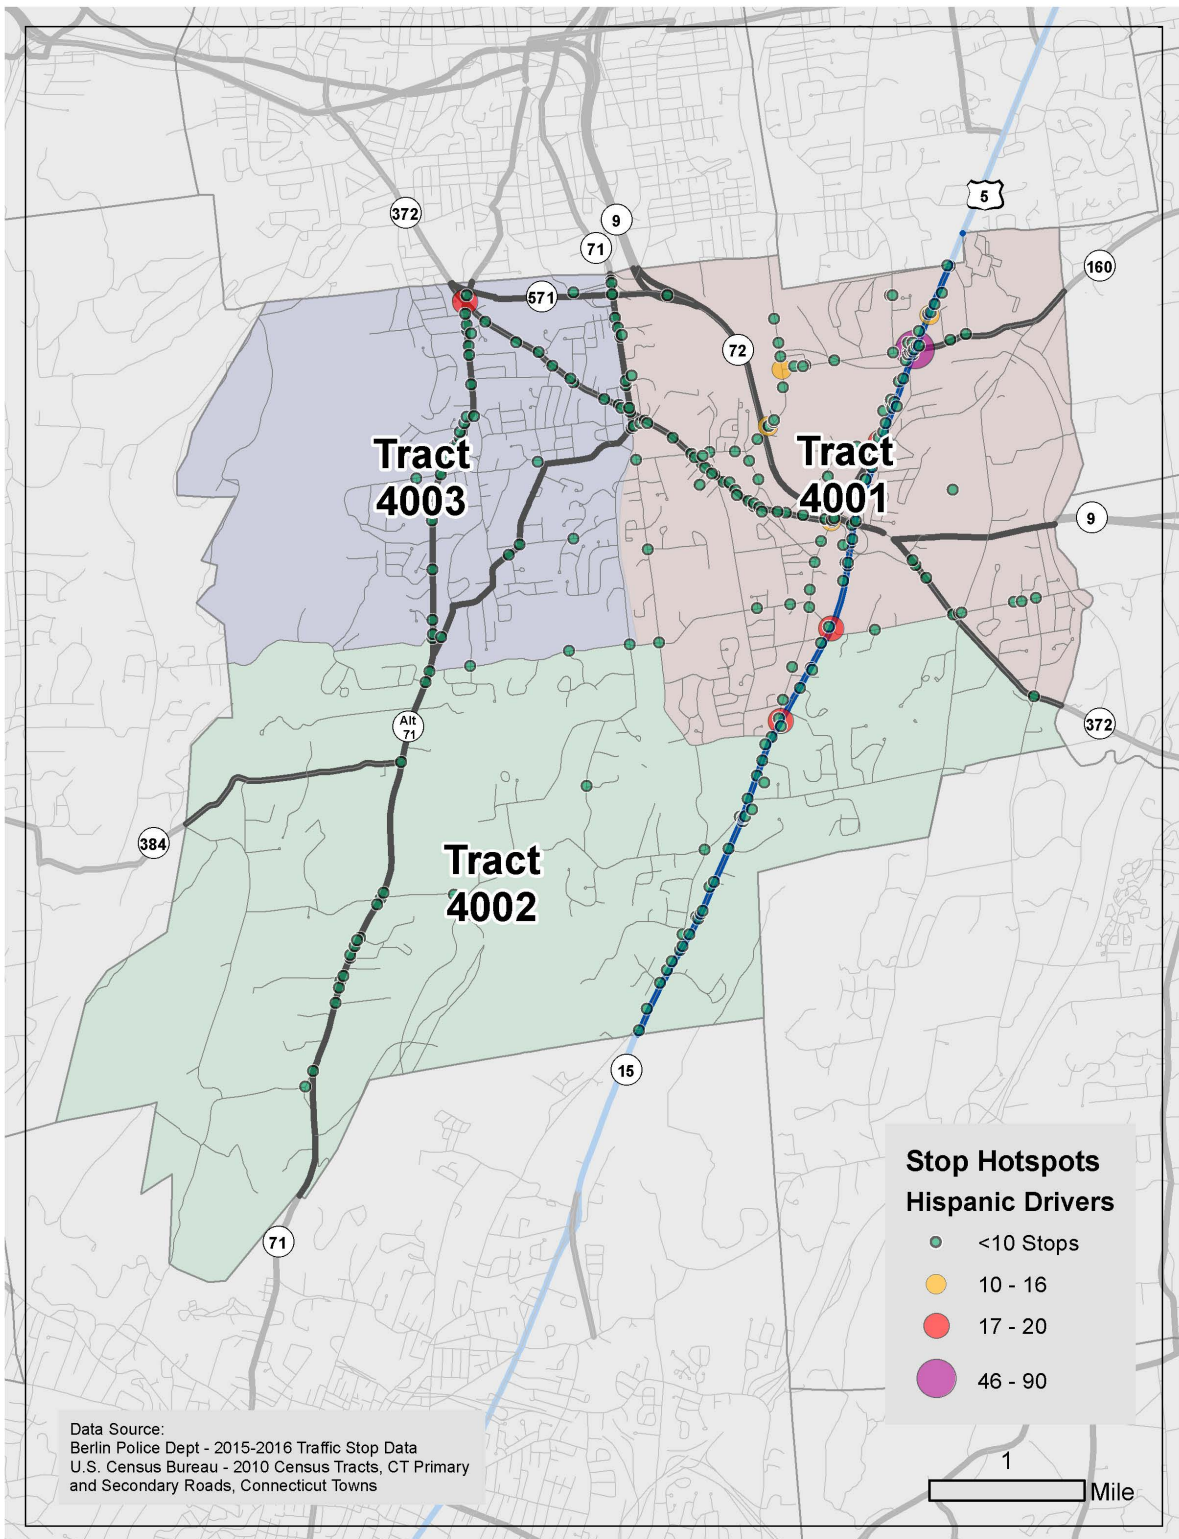 5
372
9
71
160
571
72
Tract
4003
Tract
4001
9
Alt
71
372
384
Tract
4002
15
71
Stop Hotspots
Hispanic Drivers
<10 Stops
10 - 16
17 - 20
46 - 90
Data Source:
Berlin Police Dept - 2015-2016 Traffic Stop Data
U.S. Census Bureau - 2010 Census Tracts, CT Primary
and Secondary Roads, Connecticut Towns
1
Mile